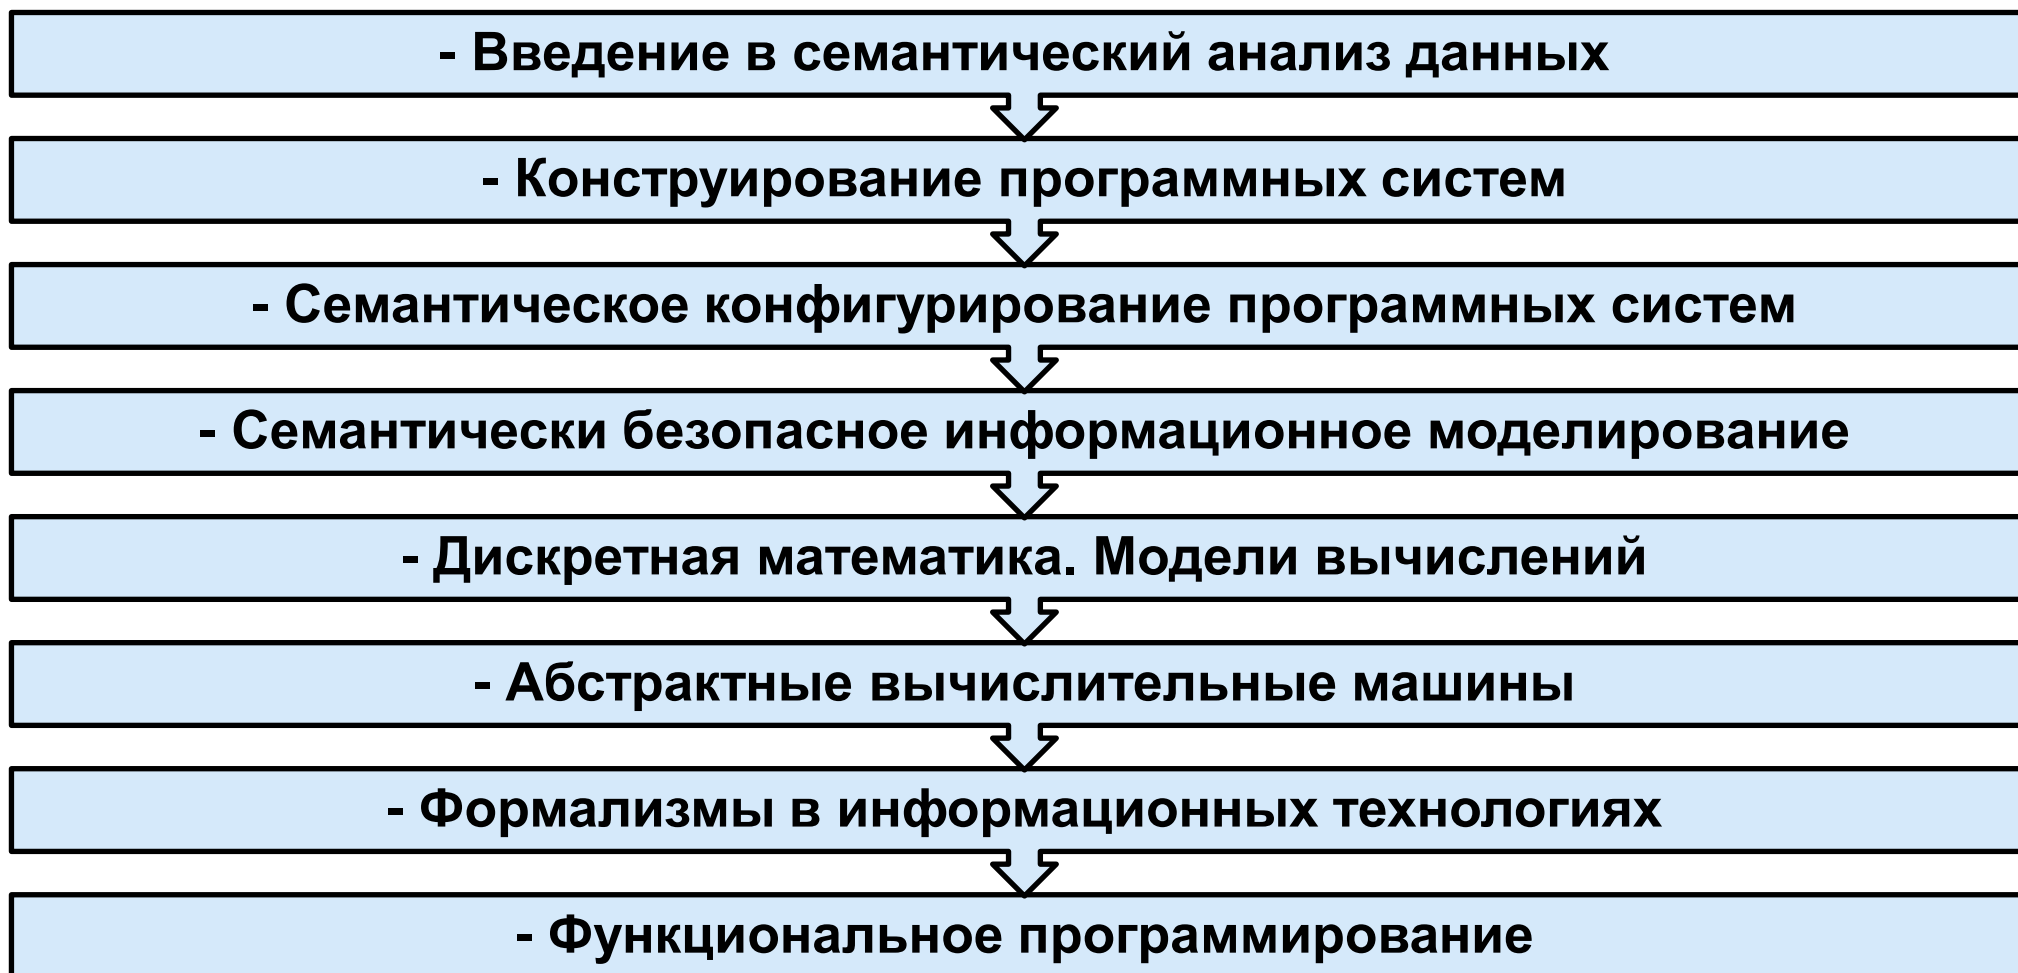 - Введение в семантический анализ данных
- Конструирование программных систем
- Семантическое конфигурирование программных систем
- Семантически безопасное информационное моделирование
- Дискретная математика. Модели вычислений
- Абстрактные вычислительные машины
- Формализмы в информационных технологиях
- Функциональное программирование